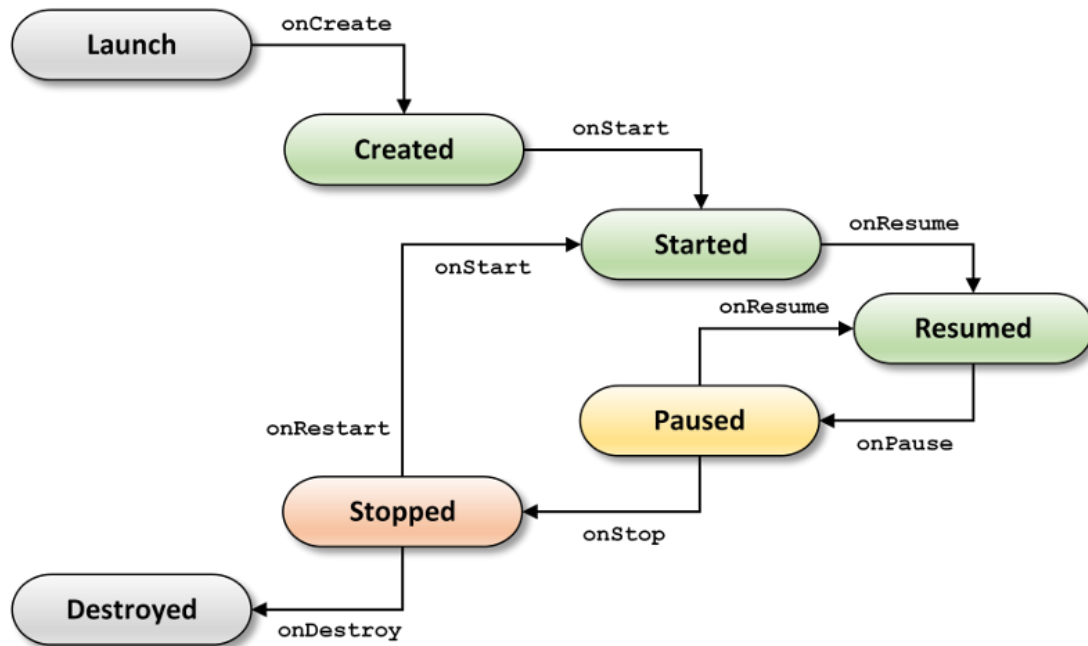 Launch
onCreate
Created
onStart
Started
onResume
onStart
onResume
Resumed
Paused
onRestart
onPause
Stopped
onStop
Destroyed
onDestroy